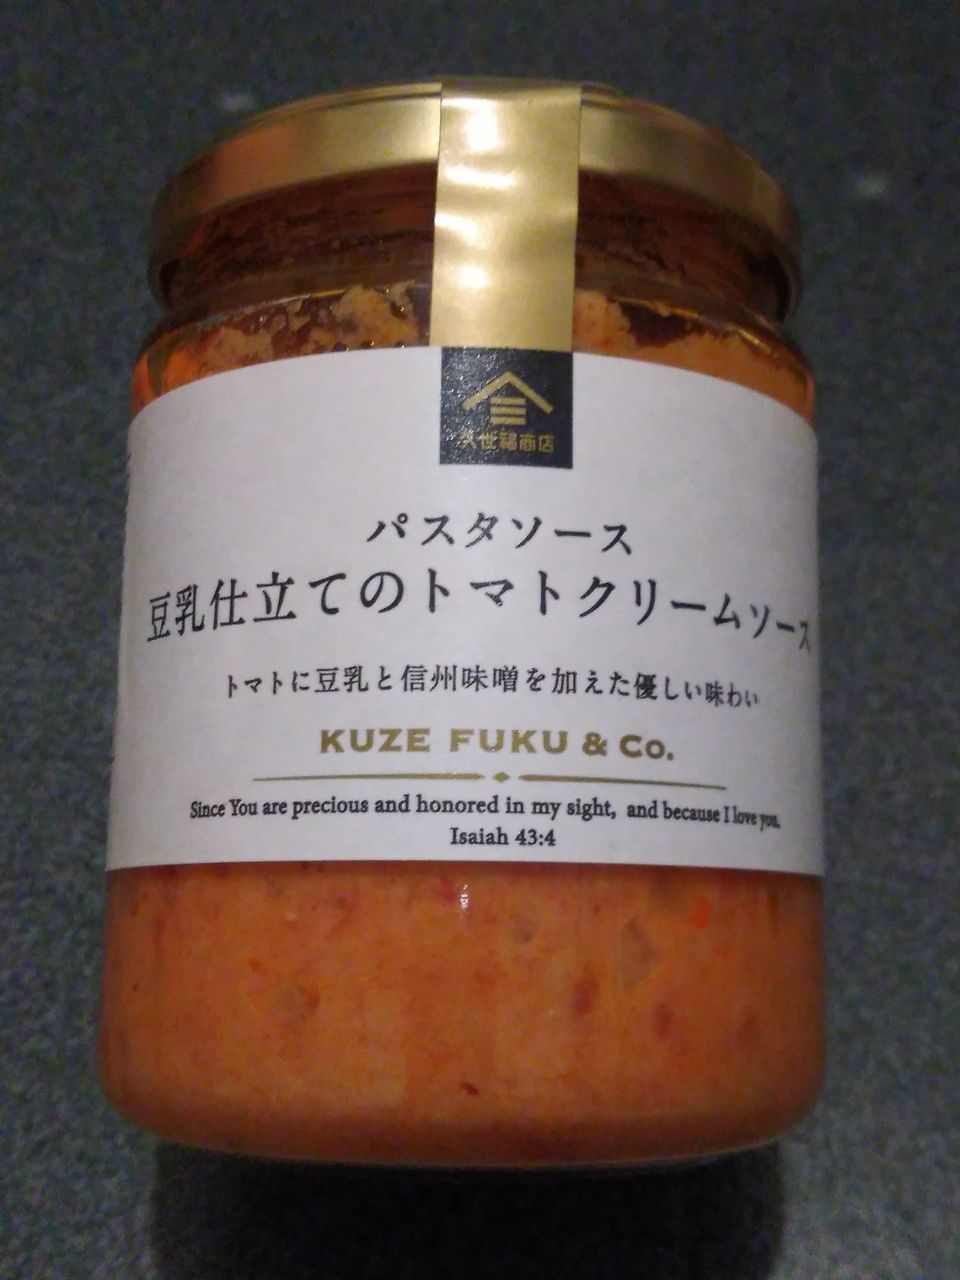 久世福商店
パスタソース
豆乳仕立てのトマトクリームソース
トマトに豆乳と信州味噌を加えた優しい味わい
KUZE FUKU & Co.
Since You are precious and honored in my sight, and because I love you.
Isaiah 43:4